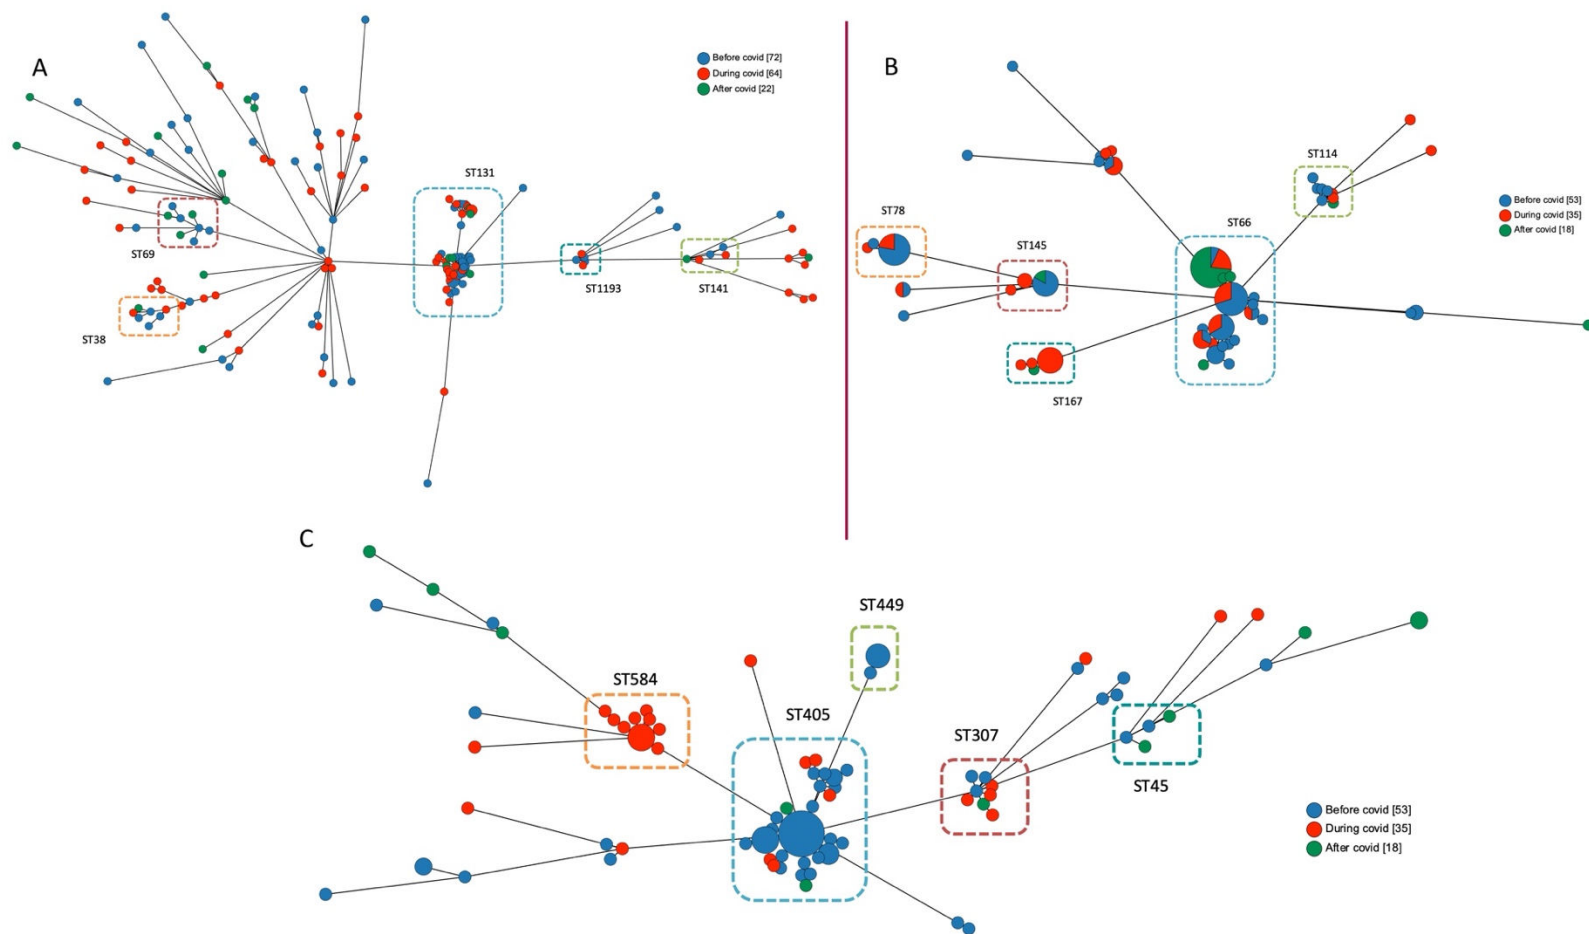 A
Before covid [72]
During covid [64]
After covid [22]
ST131
ST69
ST1193
ST141
ST38
B
ST114
Before covid [53]
During covid [35]
After covid [18]
ST78
ST66
ST145
ST167
C
ST449
ST584
ST405
ST307
ST45
Before covid [53]
During covid [35]
After covid [18]